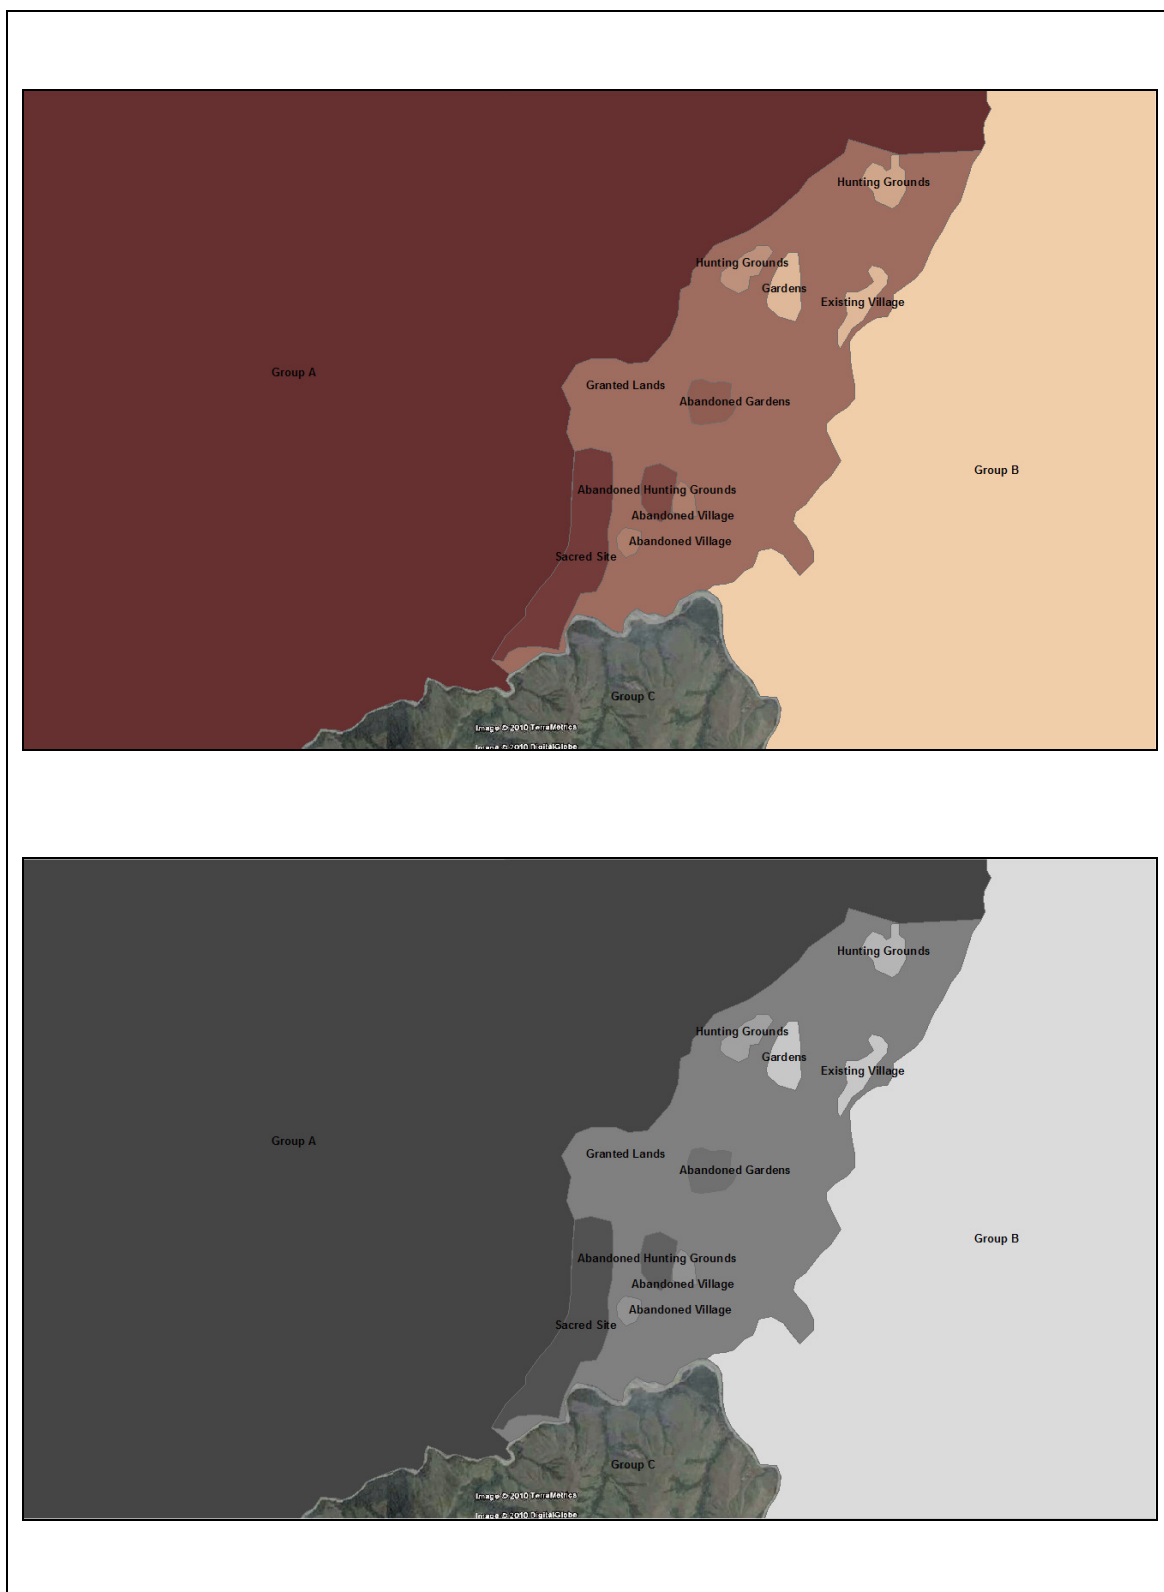 Hunting Grounds
Hunting Grounds
Gardens
Existing Village
Group A
Granted Lands
Abandoned Gardens
Group B
Abandoned Hunting Grounds
Abandoned Village
Abandoned Village
Sacred Site
Group C
Image © 2010 TerraMetrics
Image © 2010 DigitalGlobe
Hunting Grounds
Hunting Grounds
Gardens
Existing Village
Group A
Granted Lands
Abandoned Gardens
Group B
Abandoned Hunting Grounds
Abandoned Village
Abandoned Village
Sacred Site
Group C
Image © 2010 TerraMetrics
Image © 2010 DigitalGlobe